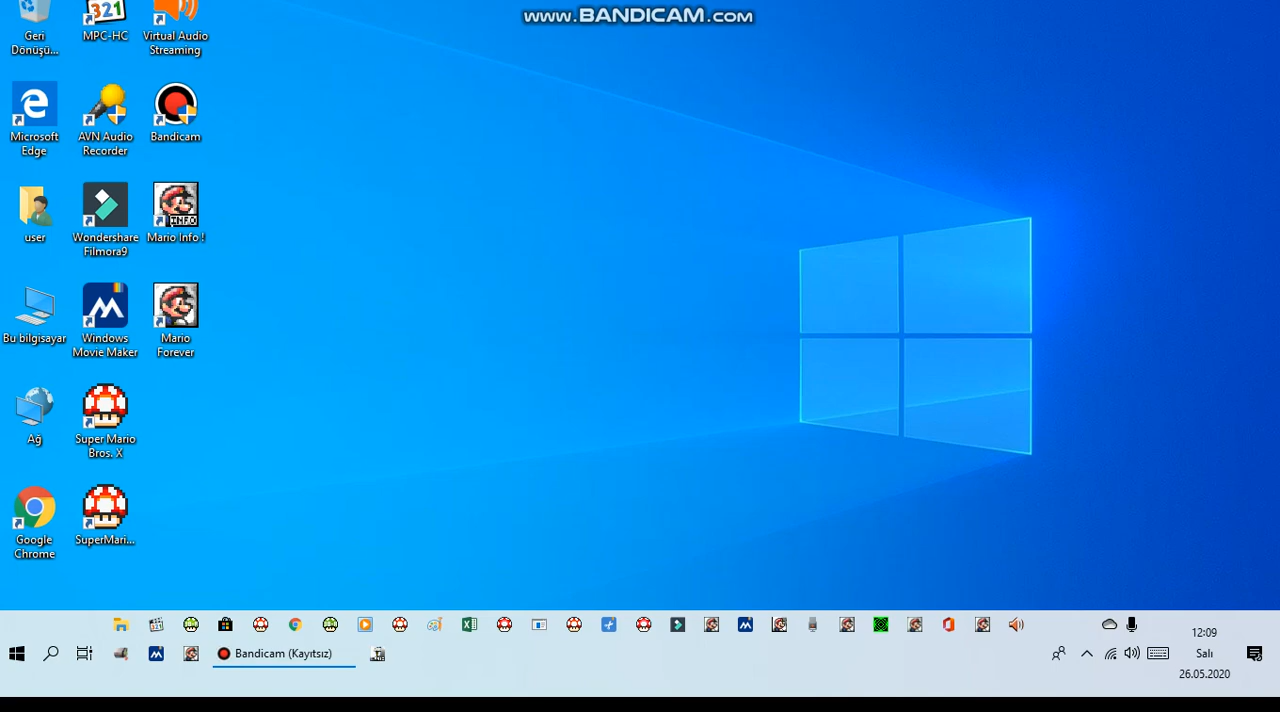 www.BANDICAM.com
Geri
Dönüşü...
MPC-HC
Virtual Audio
Streaming
Microsoft
Edge
AVN Audio
Recorder
Bandicam
user
Wondershare
Filmora9
Mario Info !
Bu bilgisayar
Windows
Movie Maker
Mario
Forever
Ağ
Super Mario
Bros. X
Google
Chrome
SuperMari...
Bandicam (Kayıtsız)
12:09
Salı
26.05.2020